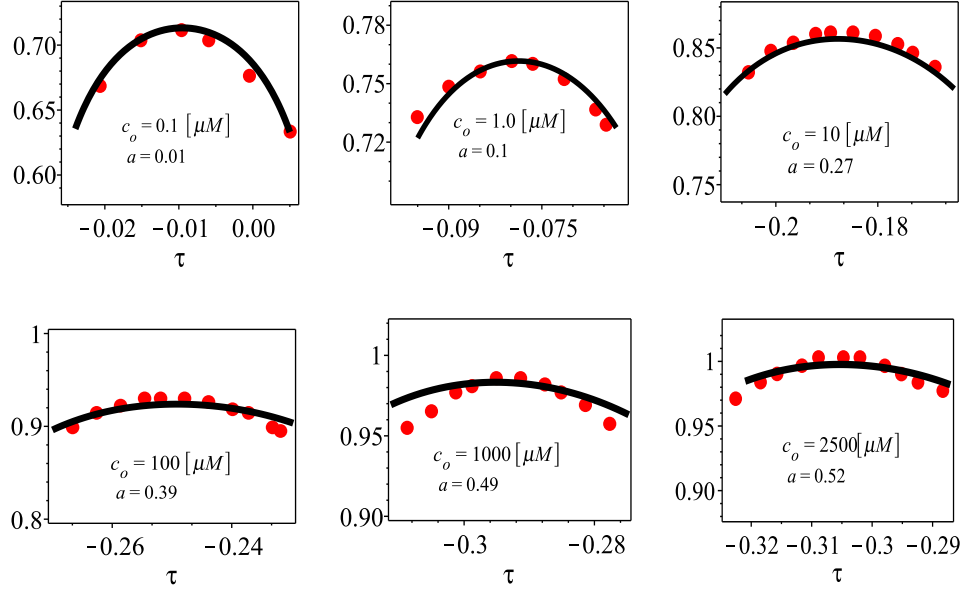 0.70
0.65
0.60
c_o = 0.1 [μM]
a = 0.01
−0.02 −0.01 0.00
τ
0.78
0.75
0.72
c_o = 1.0 [μM]
a = 0.1
−0.09 −0.075
τ
0.85
0.80
0.75
c_o = 10 [μM]
a = 0.27
−0.2 −0.18
τ
1
0.9
0.8
c_o = 100 [μM]
a = 0.39
−0.26 −0.24
τ
1
0.95
0.90
c_o = 1000 [μM]
a = 0.49
−0.3 −0.28
τ
1
0.95
0.90
c_o = 2500[μM]
a = 0.52
−0.32 −0.31 −0.3 −0.29
τ